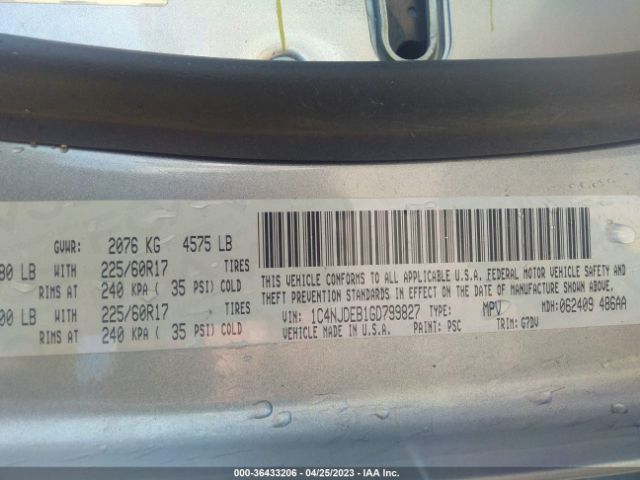 GVWR: 2076 KG 4575 LB
80 LB WITH 225/60R17 TIRES
RIMS AT 240 KPA ( 35 PSI) COLD
00 LB WITH 225/60R17 TIRES
RIMS AT 240 KPA ( 35 PSI) COLD
THIS VEHICLE CONFORMS TO ALL APPLICABLE U.S.A. FEDERAL MOTOR VEHICLE SAFETY AND
THEFT PREVENTION STANDARDS IN EFFECT ON THE DATE OF MANUFACTURE SHOWN ABOVE.
VIN: 1C4NJDEB1GD799827 TYPE: MPV MDH: 062409 486AA
VEHICLE MADE IN U.S.A. PAINT: PSC TRIM: G7DV
000-36433206 - 04/25/2023 - IAA Inc.